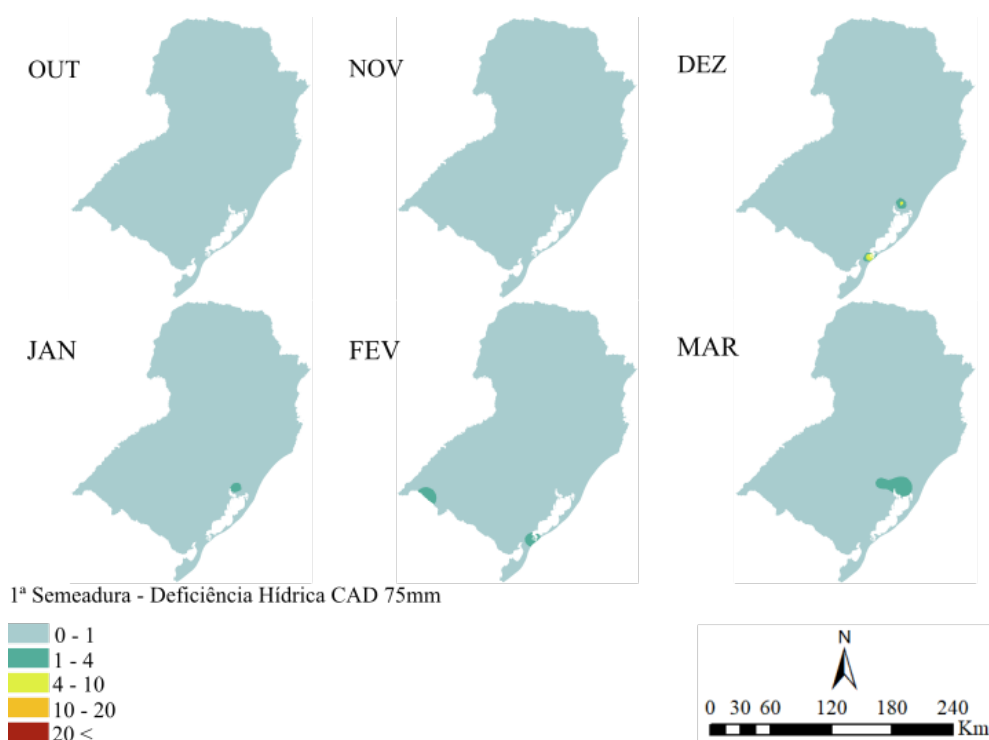 OUT
NOV
DEZ
JAN
FEV
MAR
1ª Semeadura - Deficiência Hídrica CAD 75mm
0 - 1
1 - 4
4 - 10
10 - 20
20 <
N
0 30 60 120 180 240
Km